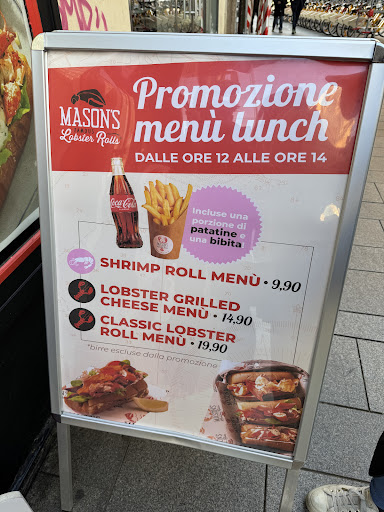 MASON'S
FAMOUS
Lobster Rolls
Promozione
menù lunch
DALLE ORE 12 ALLE ORE 14
Coca-Cola
Incluse una
porzione di
patatine e
una bibita
SHRIMP ROLL MENÙ • 9,90
LOBSTER GRILLED
CHEESE MENÙ • 14,90
CLASSIC LOBSTER
ROLL MENÙ • 19,90
*birre escluse dalla promozione